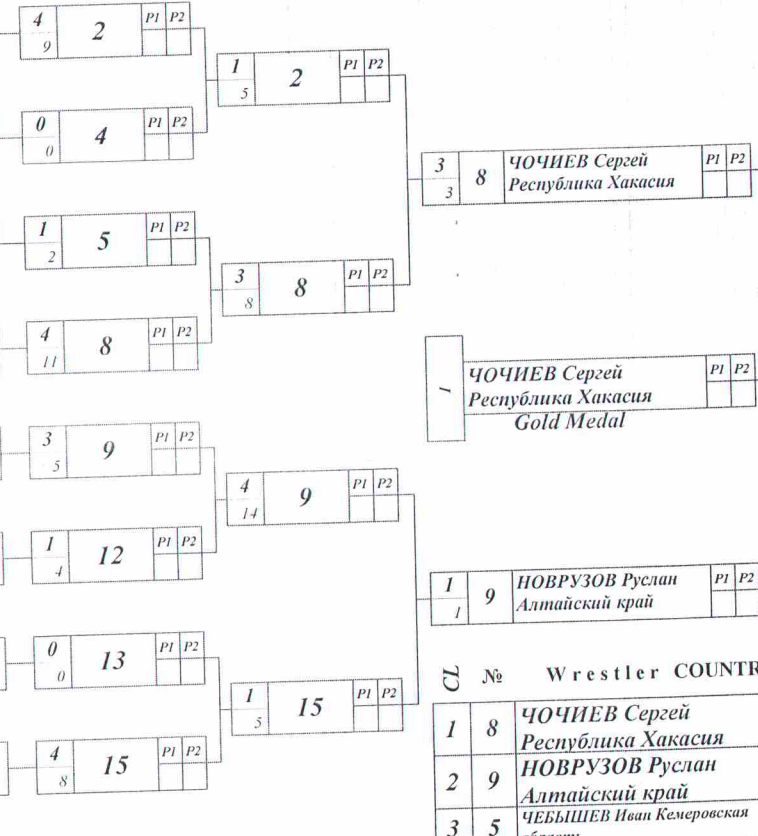 4 9 2 P1 P2
1 5 2 P1 P2
0 0 4 P1 P2
3 3 8 ЧОЧИЕВ Сергей P1 P2
Республика Хакасия
1 2 5 P1 P2
3 8 8 P1 P2
4 11 8 P1 P2
1 ЧОЧИЕВ Сергей P1 P2
Республика Хакасия
Gold Medal
3 5 9 P1 P2
4 14 9 P1 P2
1 4 12 P1 P2
1 1 9 НОВРУЗОВ Руслан P1 P2
Алтайский край
0 0 13 P1 P2
1 5 15 P1 P2
4 8 15 P1 P2
CL № Wrestler COUNTR
1 8 ЧОЧИЕВ Сергей
Республика Хакасия
2 9 НОВРУЗОВ Руслан
Алтайский край
3 5 ЧЕБЫШЕВ Иван Кемеровская